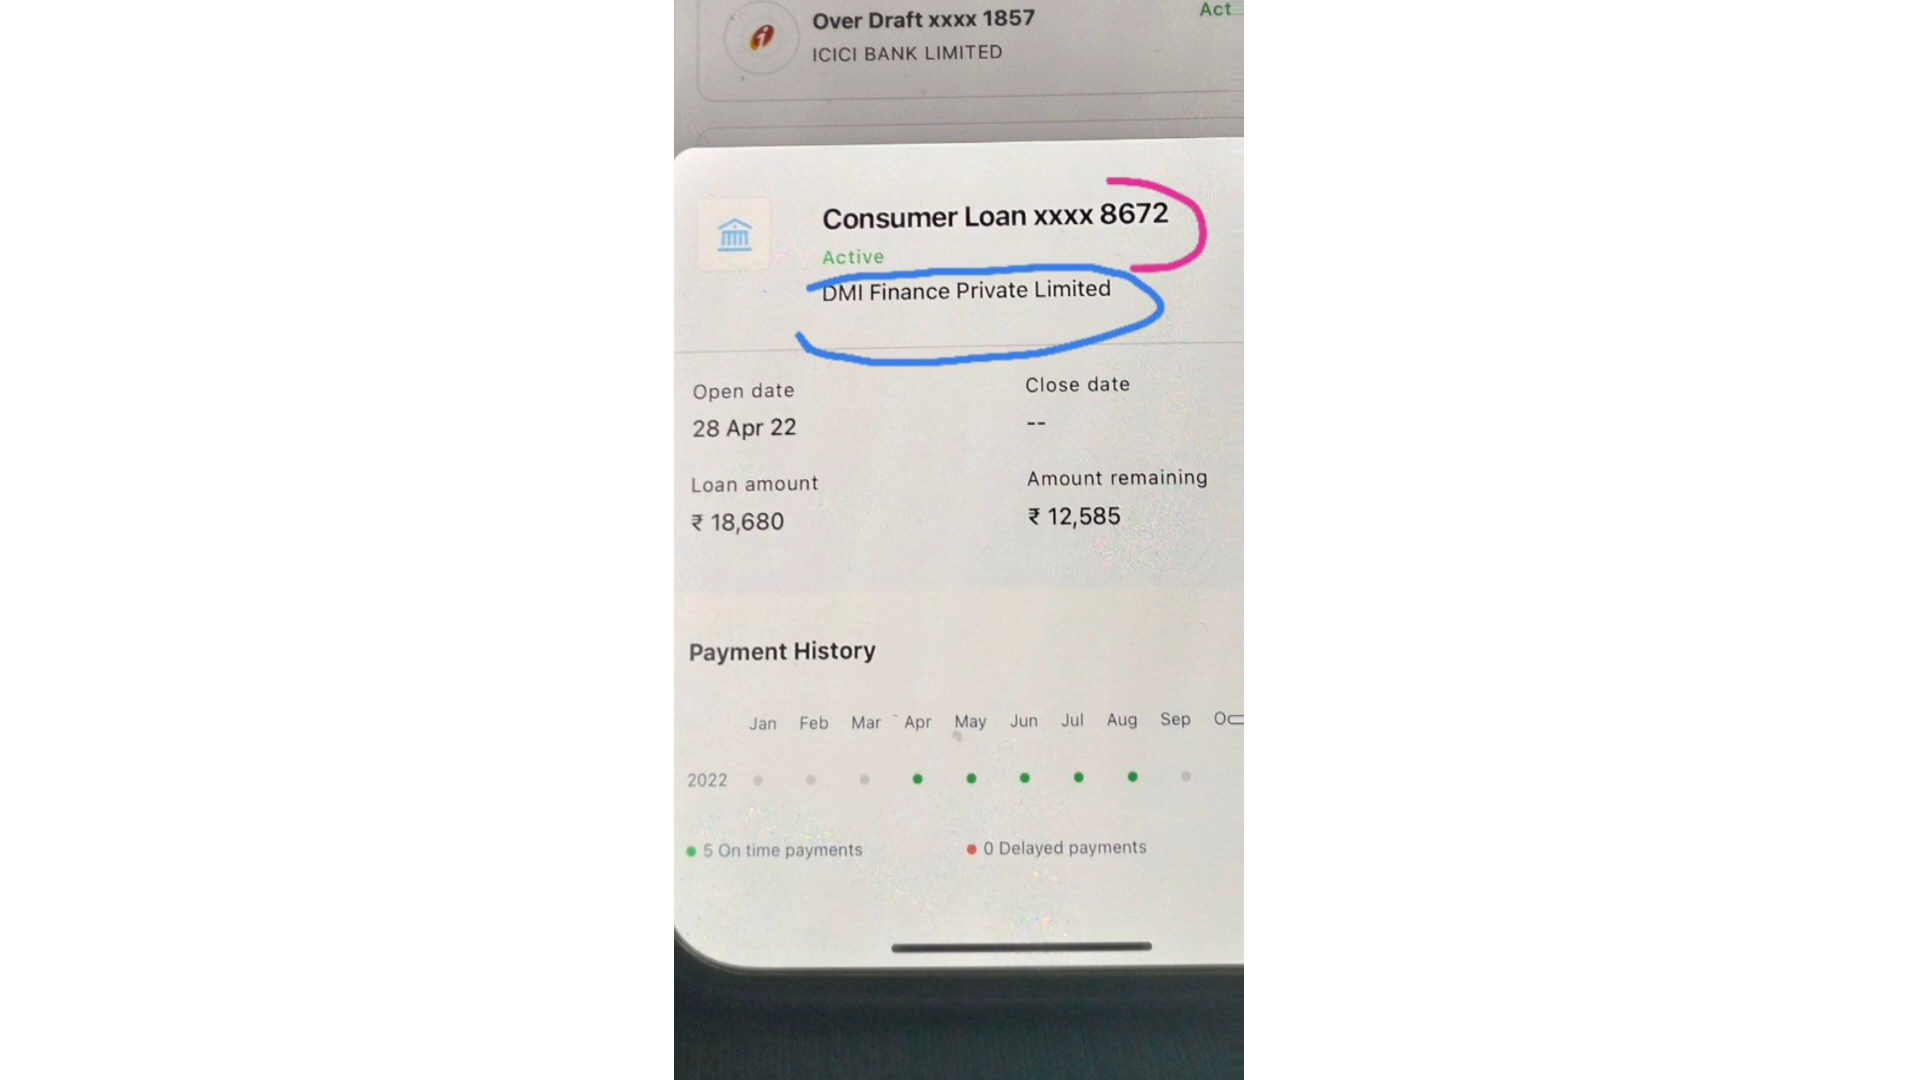 Over Draft xxxx 1857
Act
ICICI BANK LIMITED
Consumer Loan xxxx 8672
Active
DMI Finance Private Limited
Open date
Close date
28 Apr 22
--
Loan amount
Amount remaining
₹ 18,680
₹ 12,585
Payment History
Jan Feb Mar Apr May Jun Jul Aug Sep
2022
5 On time payments
0 Delayed payments